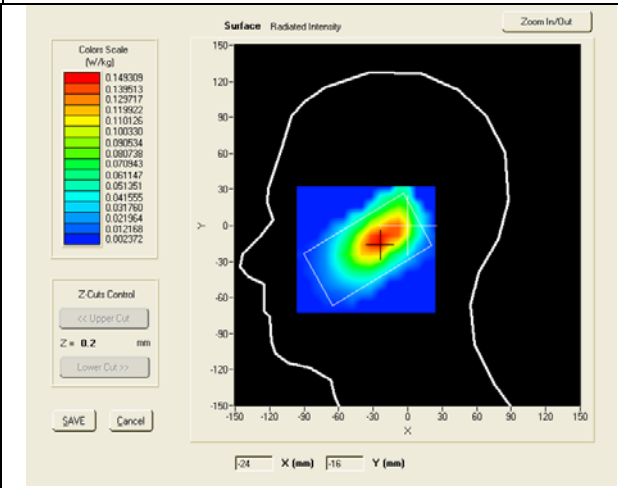 Surface Radiated Intensity
Zoom In/Out
Colors Scale
(W/kg)
0.149309
0.139513
0.129717
0.119922
0.110126
0.100330
0.090534
0.080738
0.070943
0.061147
0.051351
0.041555
0.031760
0.021964
0.012168
0.002372
Z-Cuts Control
<< Upper Cut
Z = 0.2 mm
Lower Cut >>
SAVE Cancel
150
120
90
60
30
0
-30
-60
-90
-120
-150
Y
-150 -120 -90 -60 -30 0 30 60 90 120 150
X
-24 X (mm) -16 Y (mm)